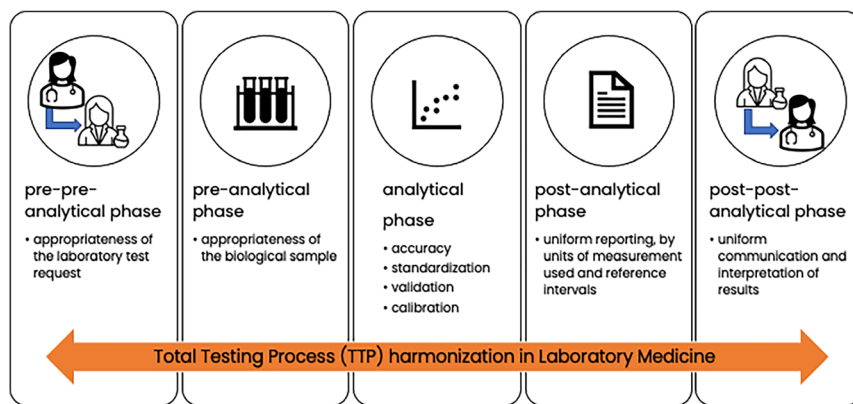 pre-pre-
analytical phase
• appropriateness of
the laboratory test
request
pre-analytical
phase
• appropriateness of
the biological sample
analytical
phase
• accuracy
• standardization
• validation
• calibration
post-analytical
phase
• uniform reporting, by
units of measurement
used and reference
intervals
post-post-
analytical phase
• uniform
communication and
interpretation of
results
Total Testing Process (TTP) harmonization in Laboratory Medicine